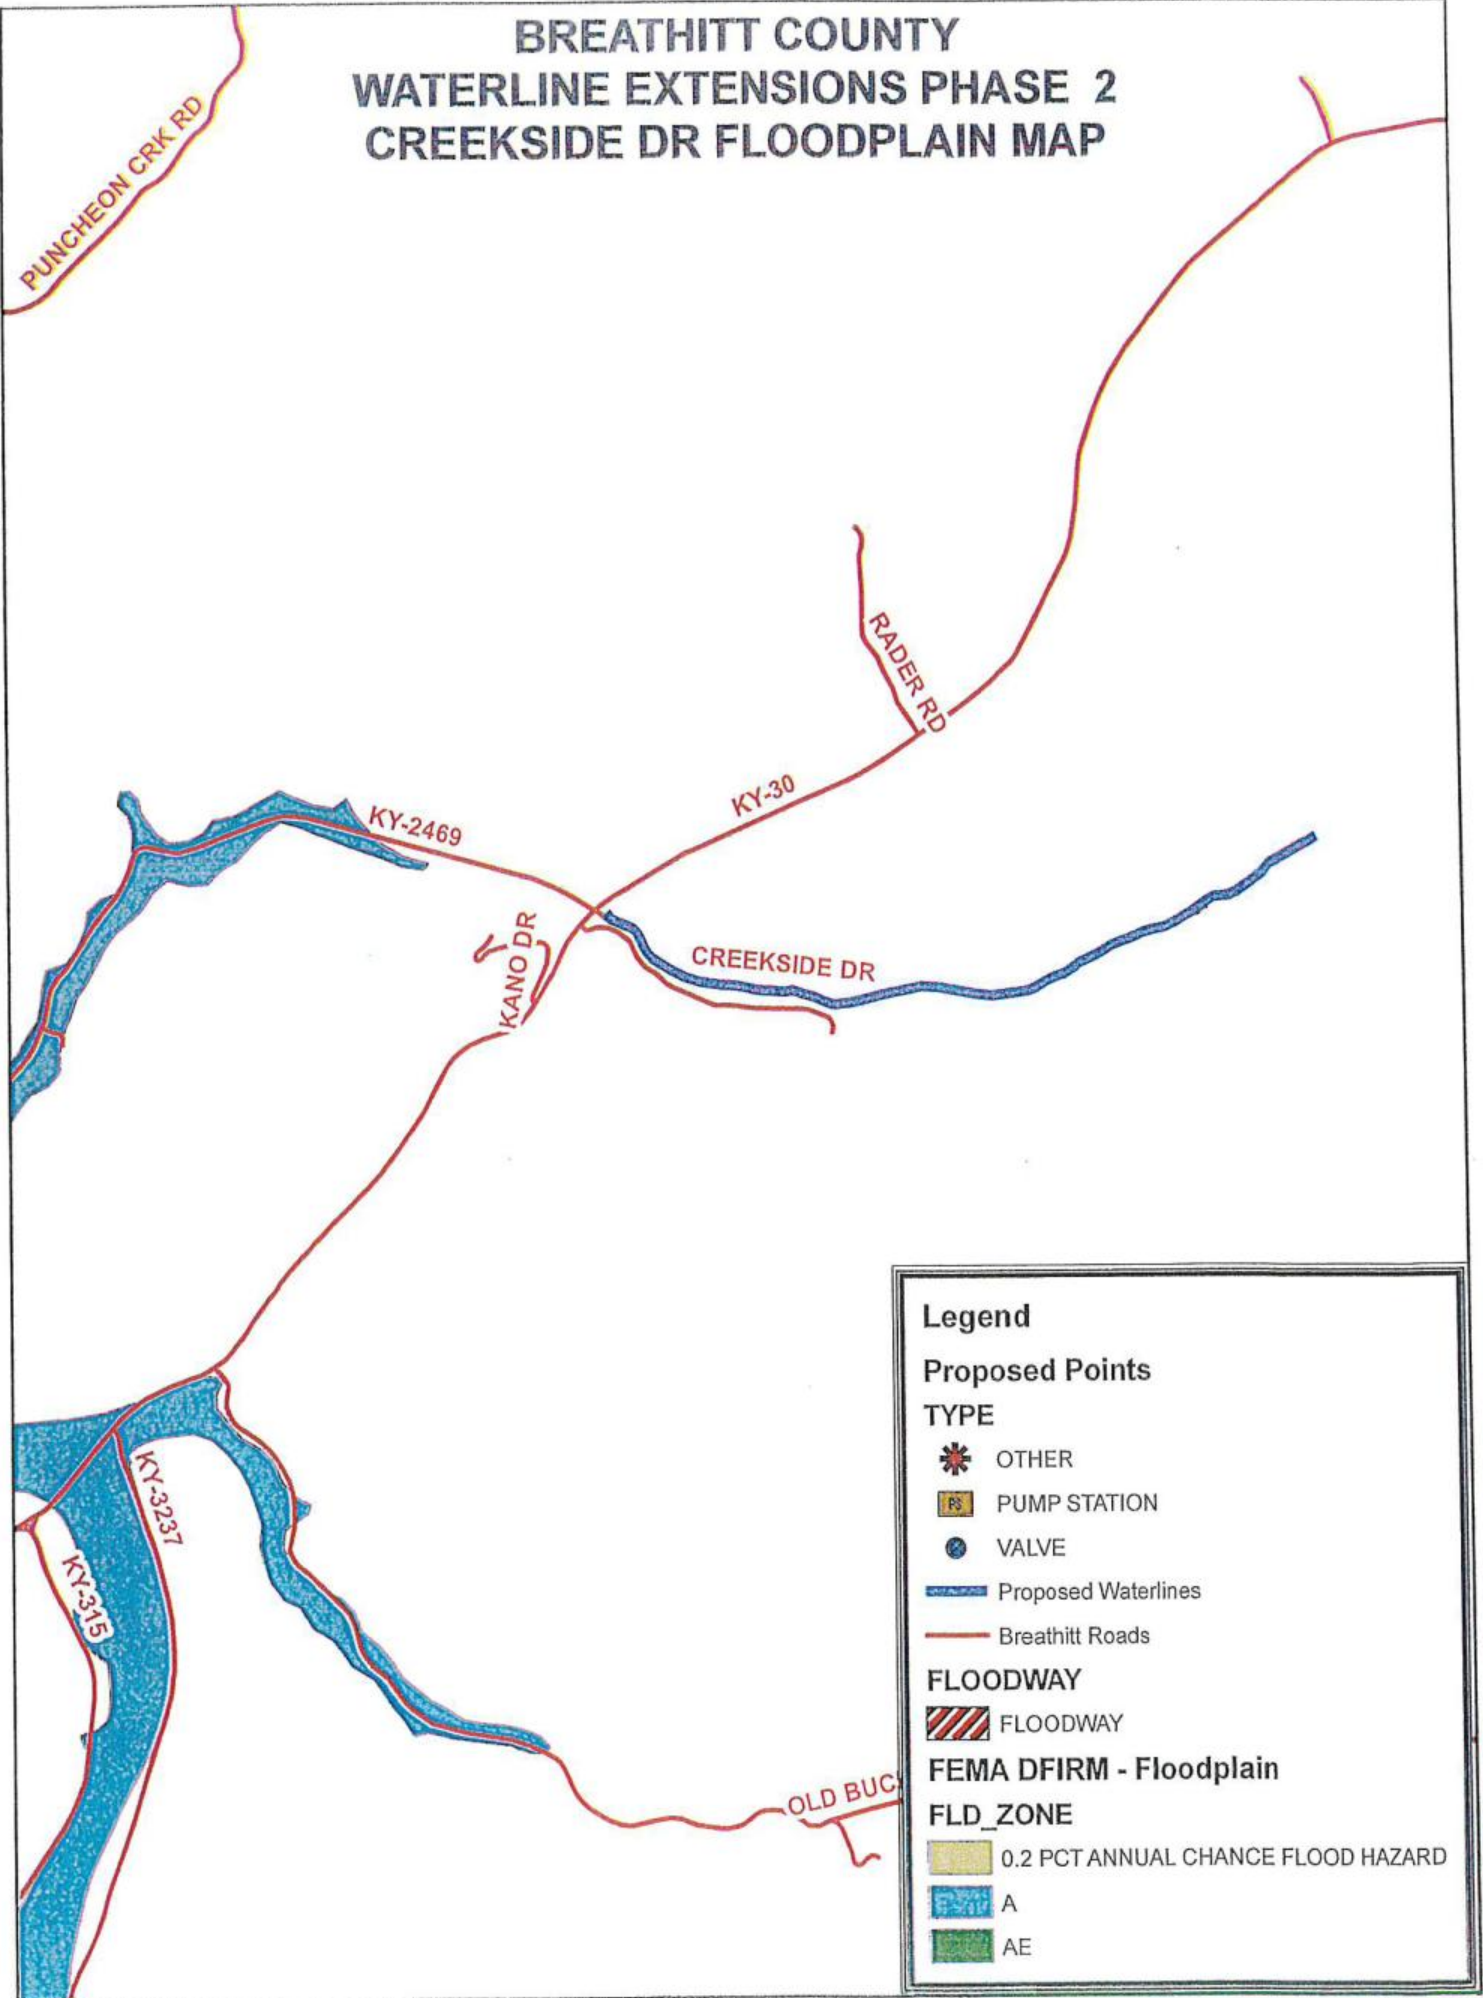 BREATHITT COUNTY
WATERLINE EXTENSIONS PHASE 2
CREEKSIDE DR FLOODPLAIN MAP
PUNCHEON CRK RD
RADER RD
KY-30
KY-2469
KANO DR
CREEKSIDE DR
KY-3237
KY-315
OLD BUC
Legend
Proposed Points
TYPE
OTHER
PS PUMP STATION
VALVE
Proposed Waterlines
Breathitt Roads
FLOODWAY
FLOODWAY
FEMA DFIRM - Floodplain
FLD_ZONE
0.2 PCT ANNUAL CHANCE FLOOD HAZARD
A
AE